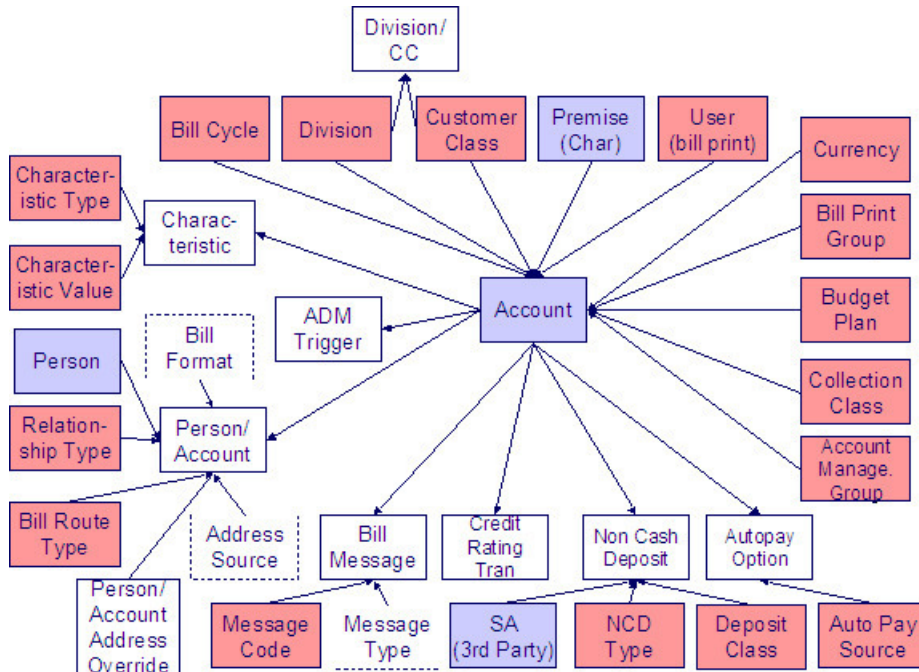 Division/
CC
Bill Cycle
Division
Customer
Class
Premise
(Char)
User
(bill print)
Currency
Character-
istic Type
Charac-
teristic
Bill Print
Group
Character-
istic Value
ADM
Trigger
Account
Budget
Plan
Person
Bill
Format
Collection
Class
Relation-
ship Type
Person/
Account
Account
Manage.
Group
Bill Route
Type
Address
Source
Bill
Message
Credit
Rating
Tran
Non Cash
Deposit
Autopay
Option
Person/
Account
Address
Override
Message
Code
Message
Type
SA
(3rd Party)
NCD
Type
Deposit
Class
Auto Pay
Source